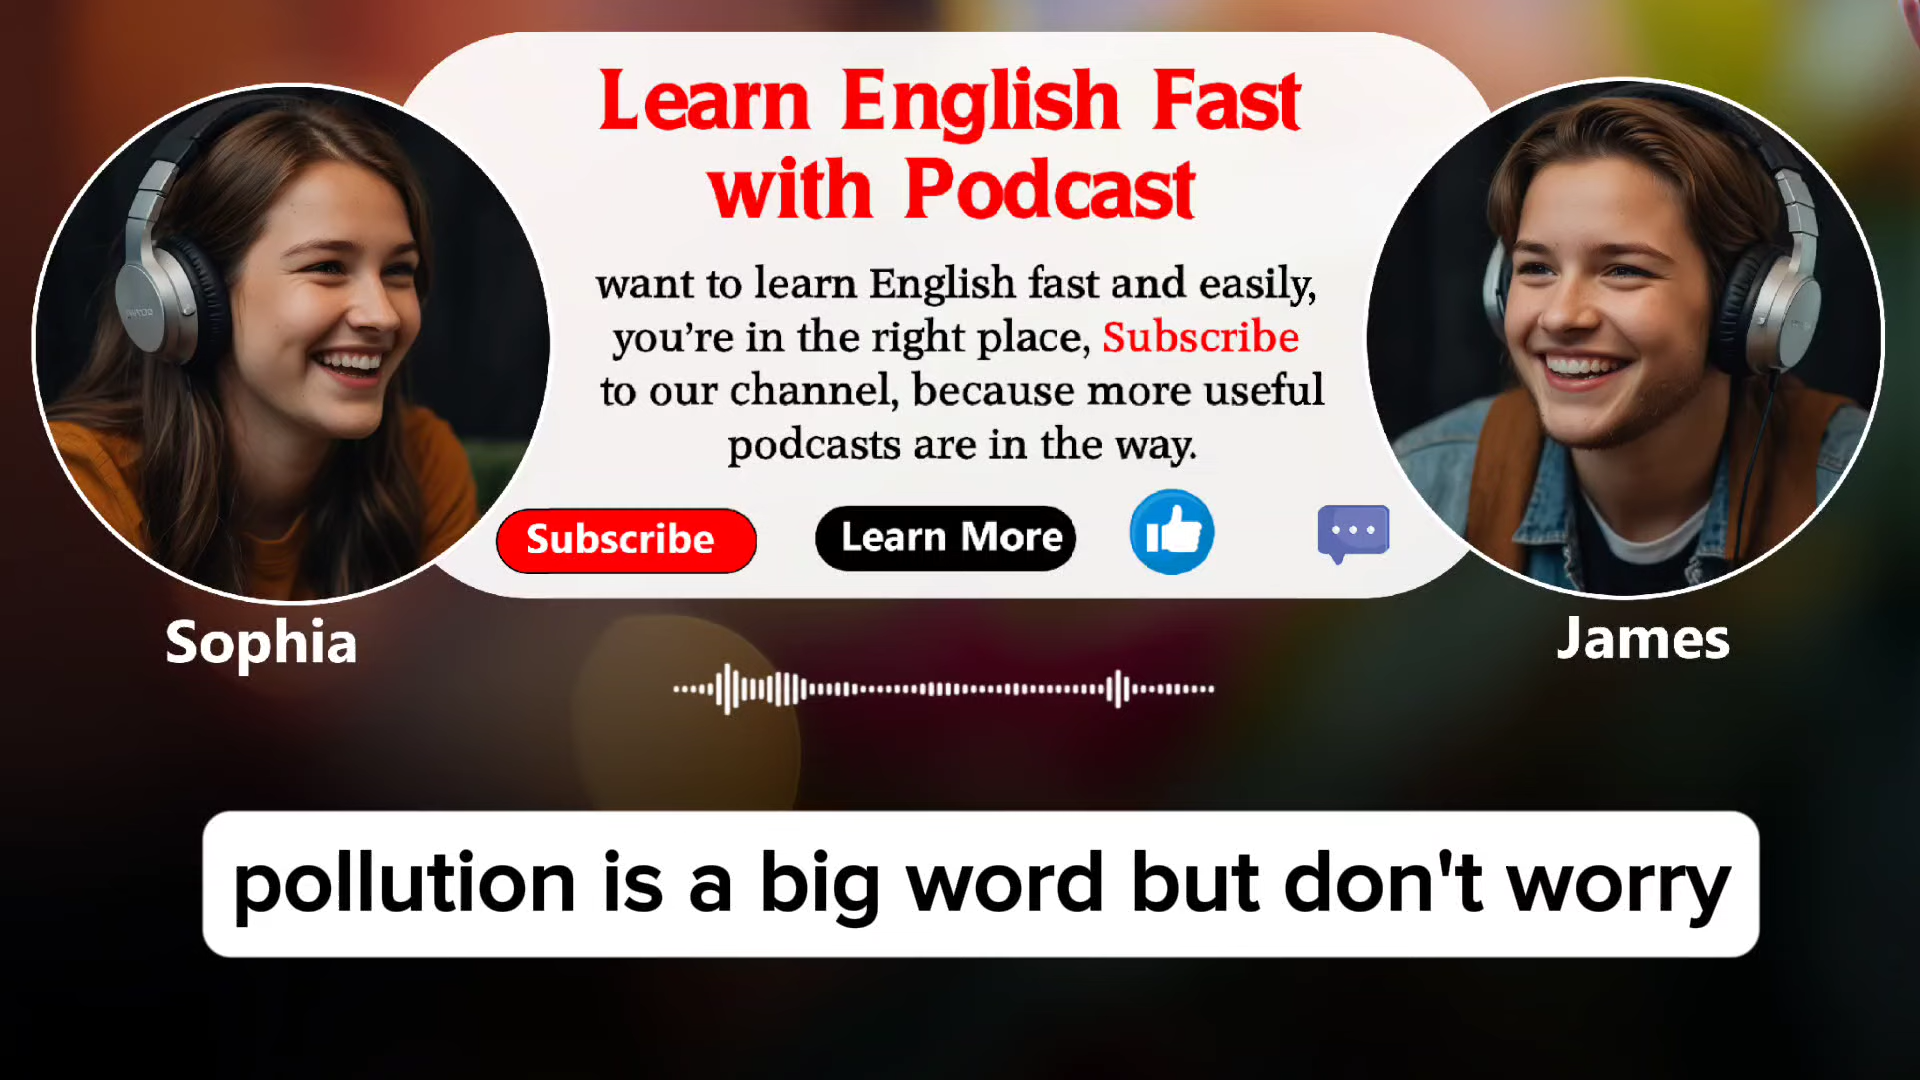 Learn English Fast
with Podcast
want to learn English fast and easily,
you're in the right place, Subscribe
to our channel, because more useful
podcasts are in the way.
Subscribe
Learn More
Sophia
James
pollution is a big word but don't worry